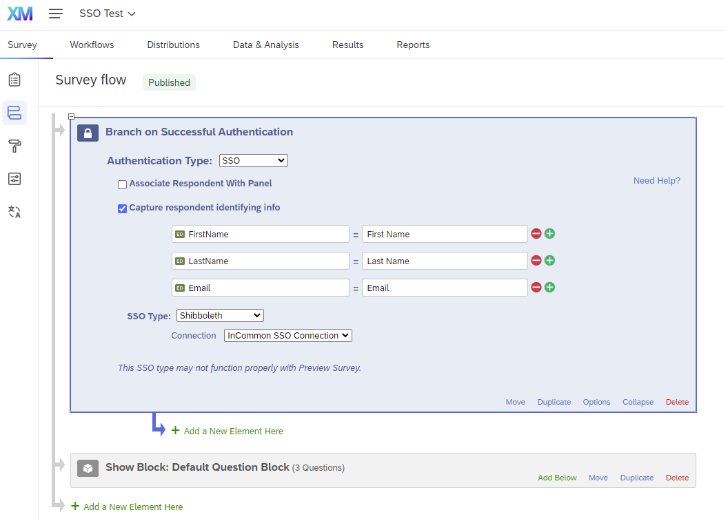 XM SSO Test
Survey Workflows Distributions Data & Analysis Results Reports
Survey flow Published
Branch on Successful Authentication
Authentication Type: SSO
Associate Respondent With Panel
Need Help?
Capture respondent identifying info
ED FirstName = First Name
ED LastName = Last Name
ED Email = Email
SSO Type: Shibboleth
Connection InCommon SSO Connection
This SSO type may not function properly with Preview Survey.
Move Duplicate Options Collapse Delete
+ Add a New Element Here
Show Block: Default Question Block (3 Questions)
Add Below Move Duplicate Delete
+ Add a New Element Here